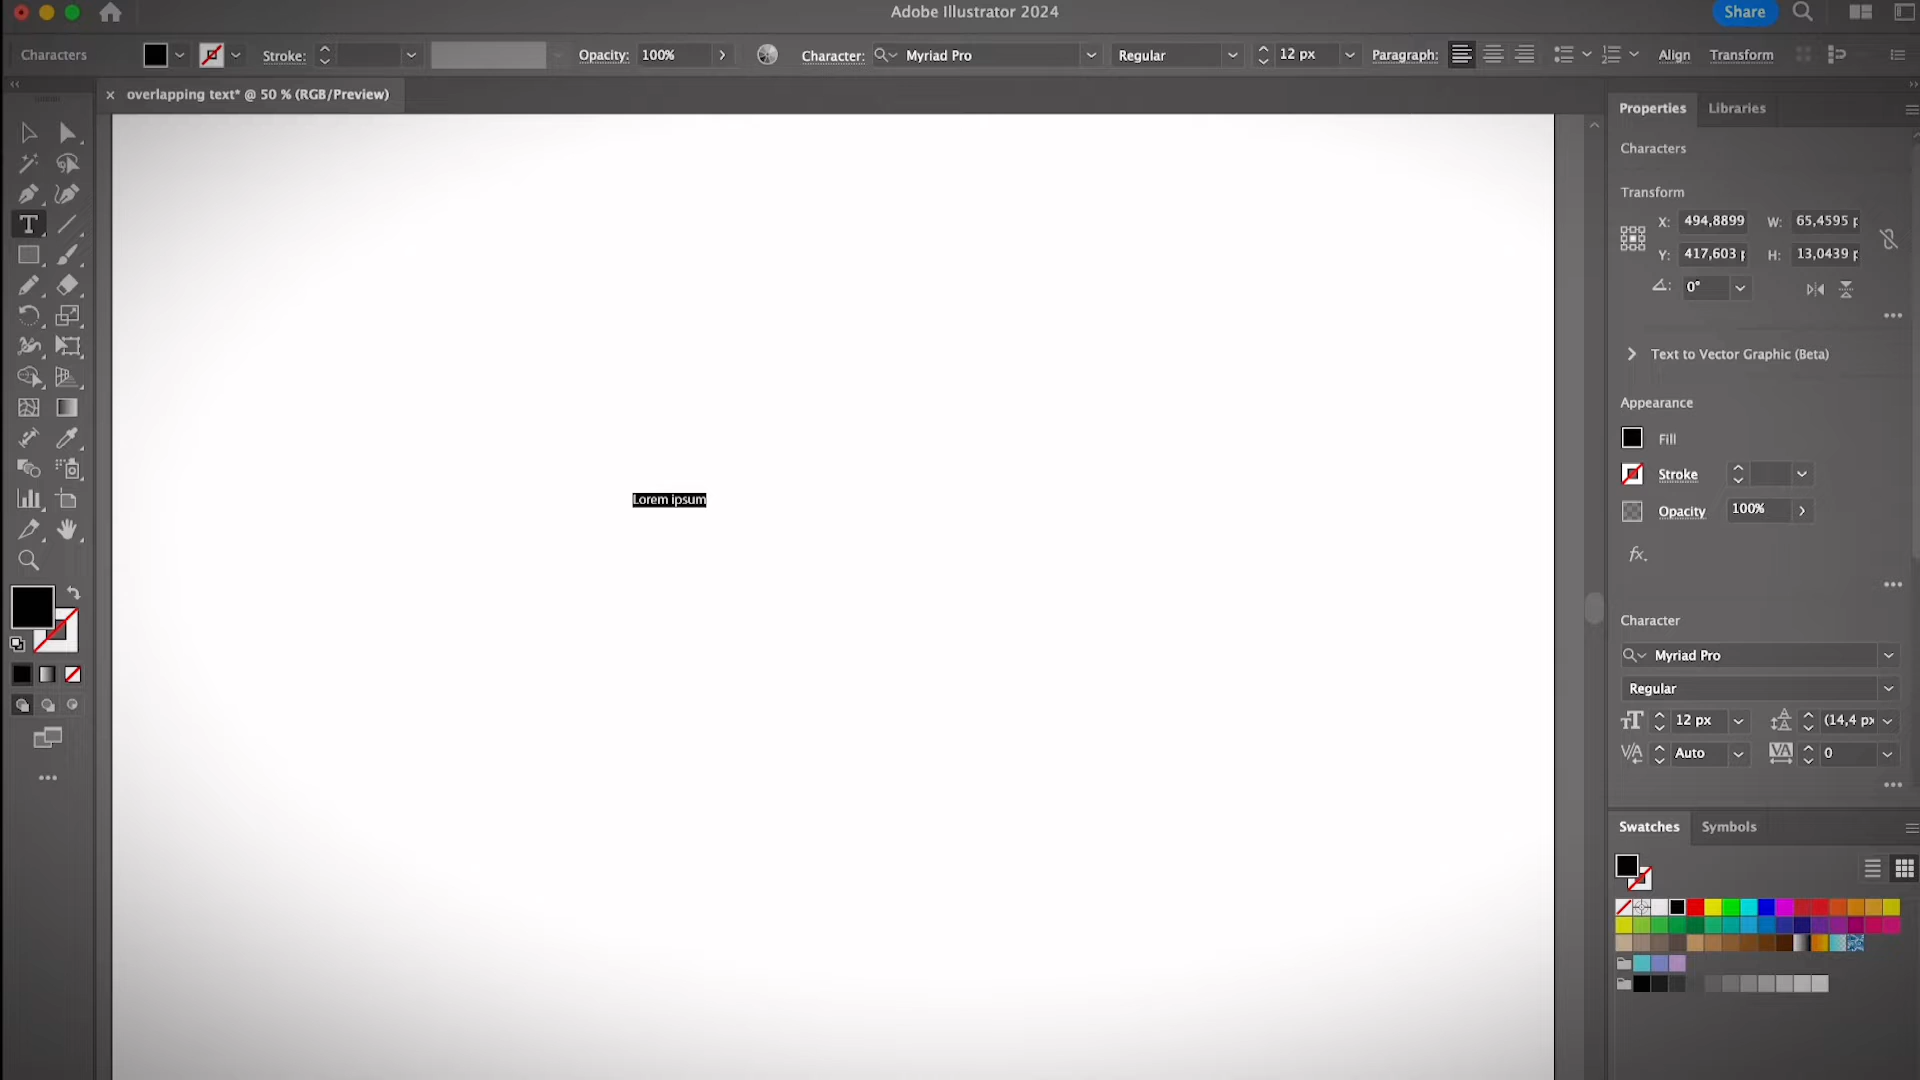 Adobe Illustrator 2024
Share
Characters
Stroke:
Opacity: 100%
Character: Myriad Pro
Regular
12 px
Paragraph:
Align
Transform
overlapping text* @ 50 % (RGB/Preview)
Properties
Libraries
Characters
Transform
X: 494,8899
W: 65,4595 p
Y: 417,603 p
H: 13,0439 p
0°
Text to Vector Graphic (Beta)
Appearance
Fill
Stroke
Opacity 100%
fx.
Lorem ipsum
Character
Myriad Pro
Regular
12 px
(14,4 px
Auto
0
Swatches
Symbols